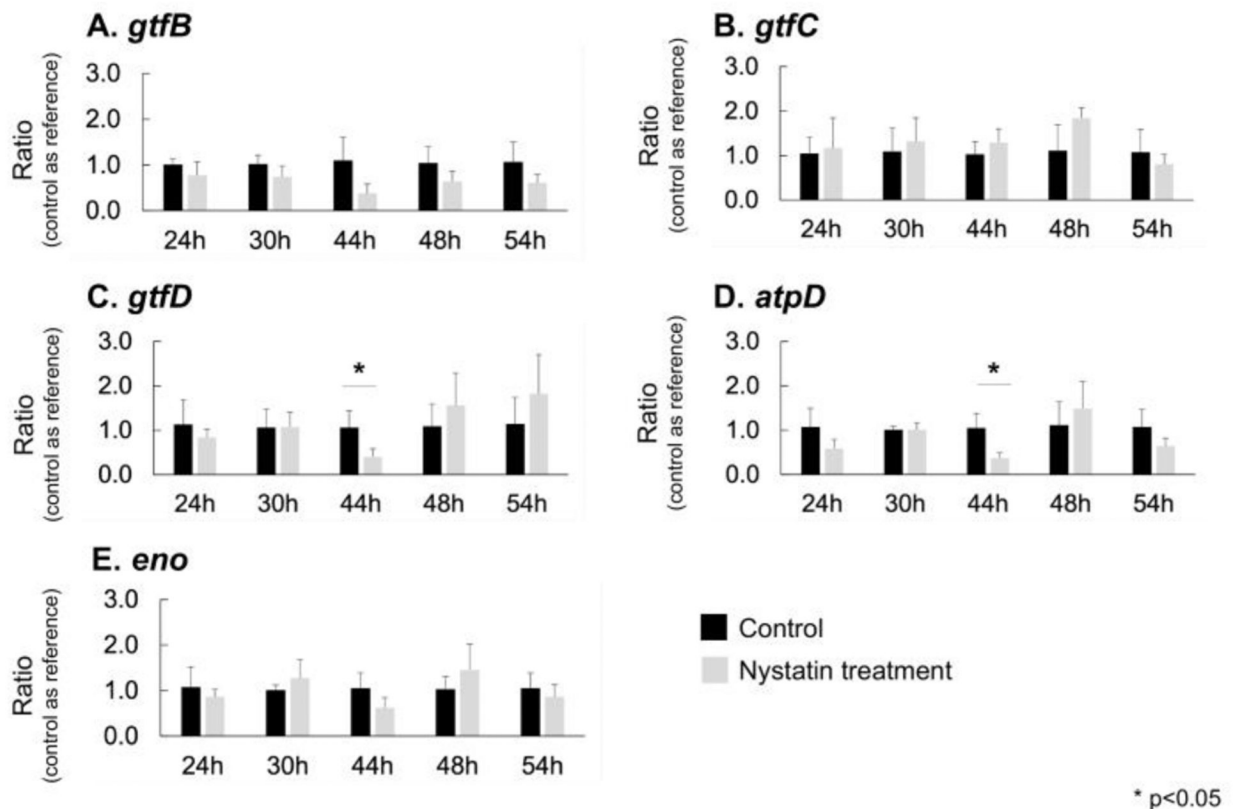 A. gtfB
Ratio
(control as reference)
3.0
2.0
1.0
0.0
24h 30h 44h 48h 54h
B. gtfC
Ratio
(control as reference)
3.0
2.0
1.0
0.0
24h 30h 44h 48h 54h
C. gtfD
Ratio
(control as reference)
3.0
2.0
1.0
0.0
*
24h 30h 44h 48h 54h
D. atpD
Ratio
(control as reference)
3.0
2.0
1.0
0.0
*
24h 30h 44h 48h 54h
E. eno
Ratio
(control as reference)
3.0
2.0
1.0
0.0
24h 30h 44h 48h 54h
Control
Nystatin treatment
* p<0.05